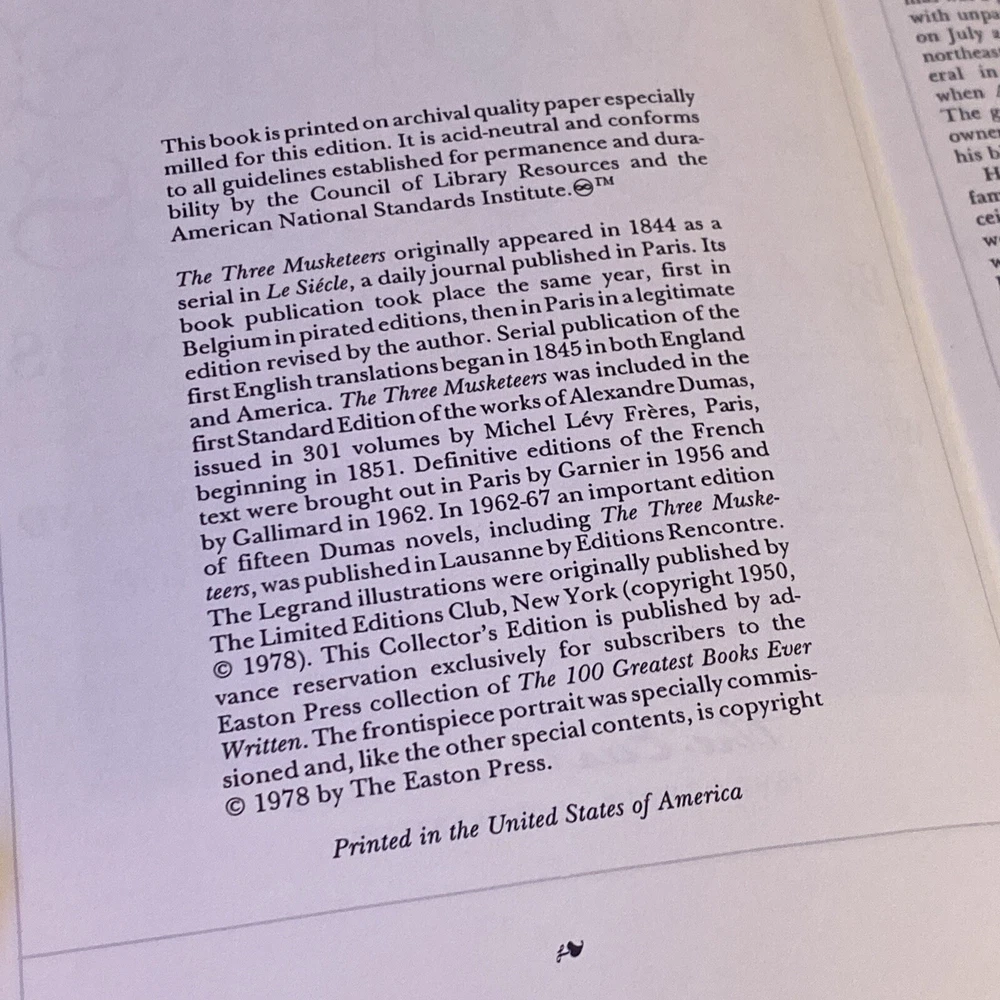 This book is printed on archival quality paper especially
milled for this edition. It is acid-neutral and conforms
to all guidelines established for permanence and dura-
bility by the Council of Library Resources and the
American National Standards Institute.♾™
The Three Musketeers originally appeared in 1844 as a
serial in Le Siécle, a daily journal published in Paris. Its
book publication took place the same year, first in
Belgium in pirated editions, then in Paris in a legitimate
edition revised by the author. Serial publication of the
first English translations began in 1845 in both England
and America. The Three Musketeers was included in the
first Standard Edition of the works of Alexandre Dumas,
issued in 301 volumes by Michel Lévy Frères, Paris,
beginning in 1851. Definitive editions of the French
text were brought out in Paris by Garnier in 1956 and
by Gallimard in 1962. In 1962-67 an important edition
of fifteen Dumas novels, including The Three Muske-
teers, was published in Lausanne by Editions Rencontre.
The Legrand illustrations were originally published by
The Limited Editions Club, New York (copyright 1950,
© 1978). This Collector's Edition is published by ad-
vance reservation exclusively for subscribers to the
Easton Press collection of The 100 Greatest Books Ever
Written. The frontispiece portrait was specially commis-
sioned and, like the other special contents, is copyright
© 1978 by The Easton Press.
Printed in the United States of America
with
on July
eral in
when
The
his